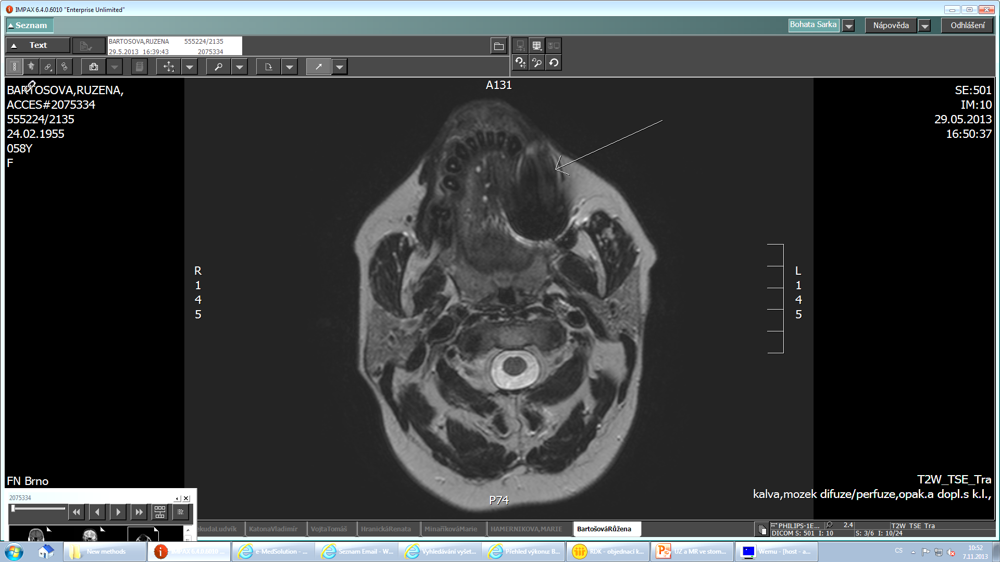 IMPAX 6.4.0.6010 "Enterprise Unlimited"
Seznam
Bohata Sarka
Nápověda
Odhlášení
Text
BARTOSOVA,RUZENA 555224/2135
29.5.2013 16:39:43 2075334
A131
BARTOSOVA,RUZENA,
ACCES#2075334
555224/2135
24.02.1955
058Y
F
SE:501
IM:10
29.05.2013
16:50:37
R
1
4
5
L
1
4
5
FN Brno
P74
T2W_TSE_Tra
kalva,mozek difuze/perfuze,opak.a dopl.s k.l.,
2075334
ekudaLudvík
KatonaVladimír
VojtaTomáš
HranickáRenata
MinaříkováMarie
HAMERNIKOVA,MARIE
BartošováRůžena
PHILIPS-1E... 2.4 T2W TSE Tra
DICOM S: 501 I: 10 S: 3/6 I: 10/24
New methods
IMPAX 6.4.0.6010 ...
e-MedSolution - ...
Seznam Email - W...
Vyhledávání vyšet...
Přehled výkonu: B...
RDK - objednací k...
UZ a MR ve stom...
Wemu - [host - a...
CS
10:52
7.11.2013